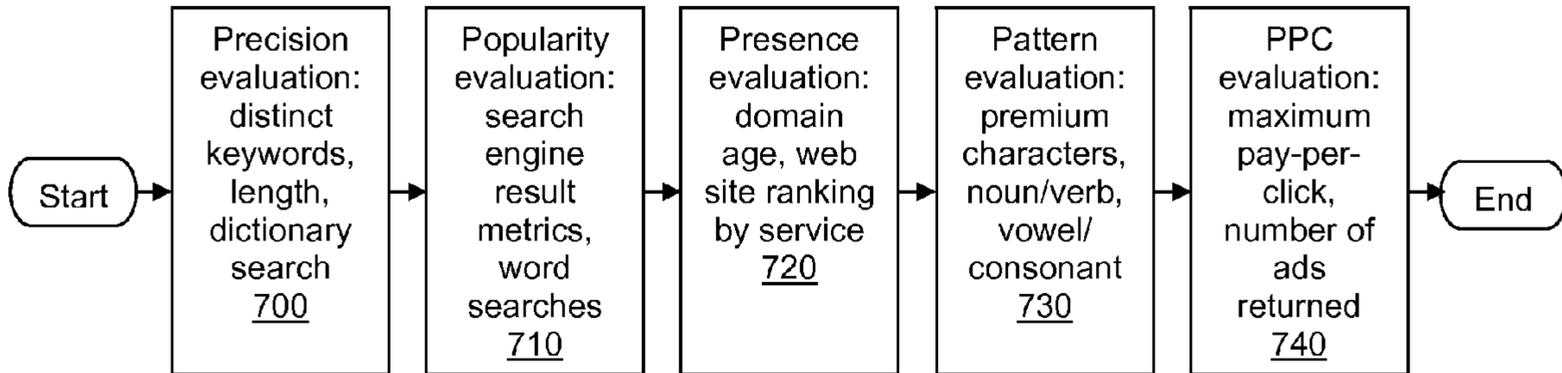 Start
Precision
evaluation:
distinct
keywords,
length,
dictionary
search
700
Popularity
evaluation:
search
engine
result
metrics,
word
searches
710
Presence
evaluation:
domain
age, web
site ranking
by service
720
Pattern
evaluation:
premium
characters,
noun/verb,
vowel/
consonant
730
PPC
evaluation:
maximum
pay-per-
click,
number of
ads
returned
740
End